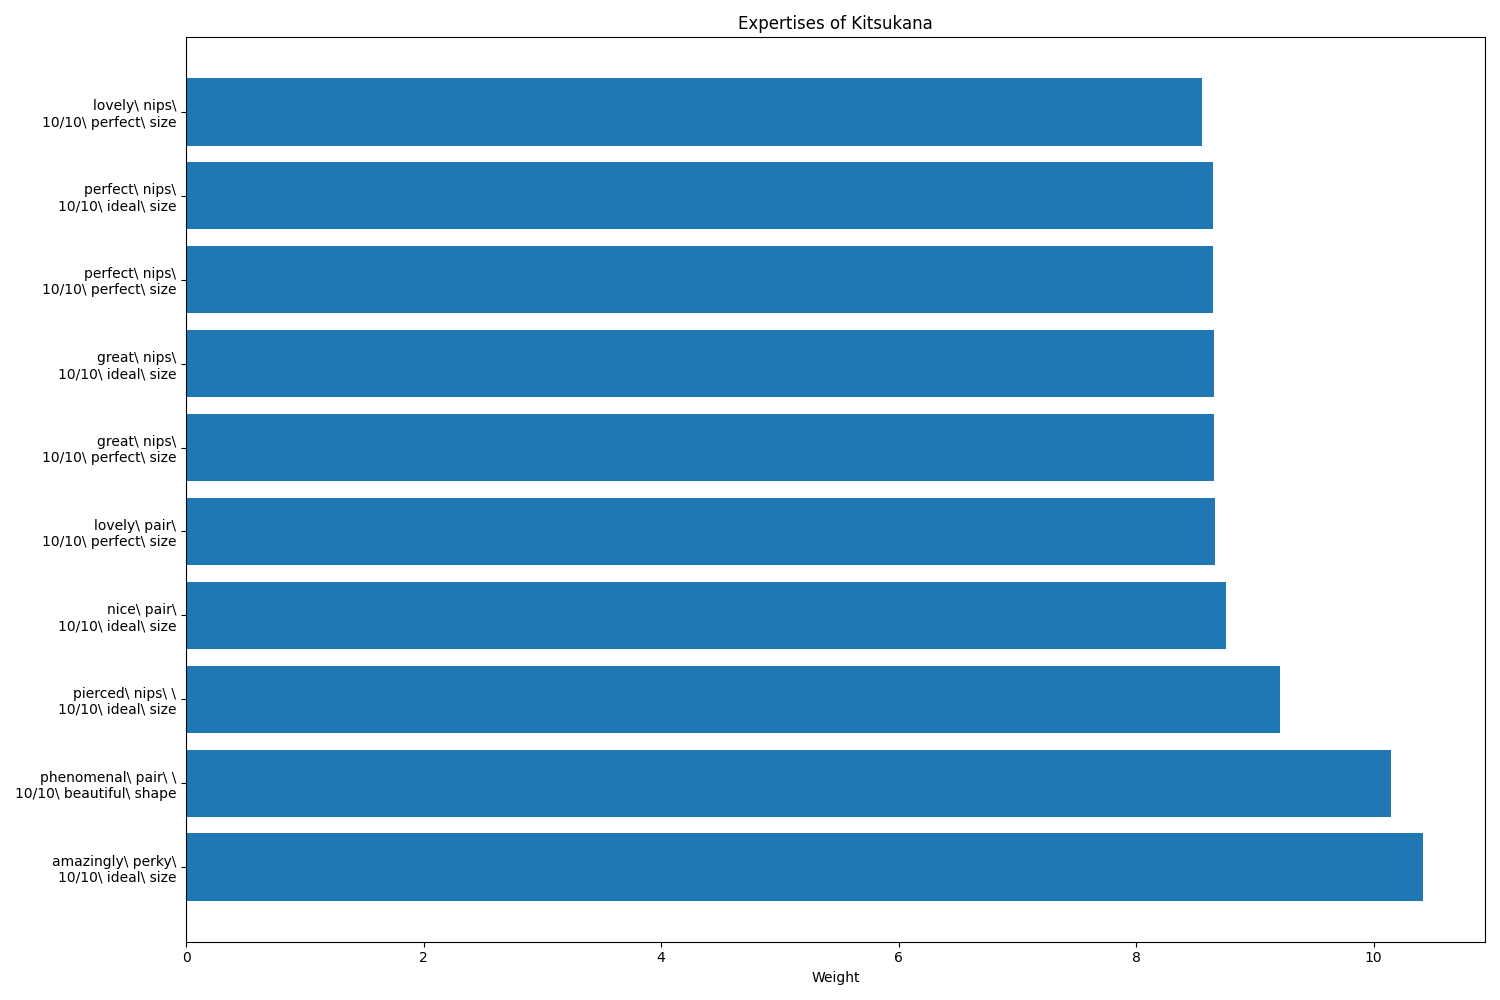 Expertises of Kitsukana
lovely\ nips\
10/10\ perfect\ size
perfect\ nips\
10/10\ ideal\ size
perfect\ nips\
10/10\ perfect\ size
great\ nips\
10/10\ ideal\ size
great\ nips\
10/10\ perfect\ size
lovely\ pair\
10/10\ perfect\ size
nice\ pair\
10/10\ ideal\ size
pierced\ nips\ \
10/10\ ideal\ size
phenomenal\ pair\ \
10/10\ beautiful\ shape
amazingly\ perky\
10/10\ ideal\ size
0 2 4 6 8 10
Weight